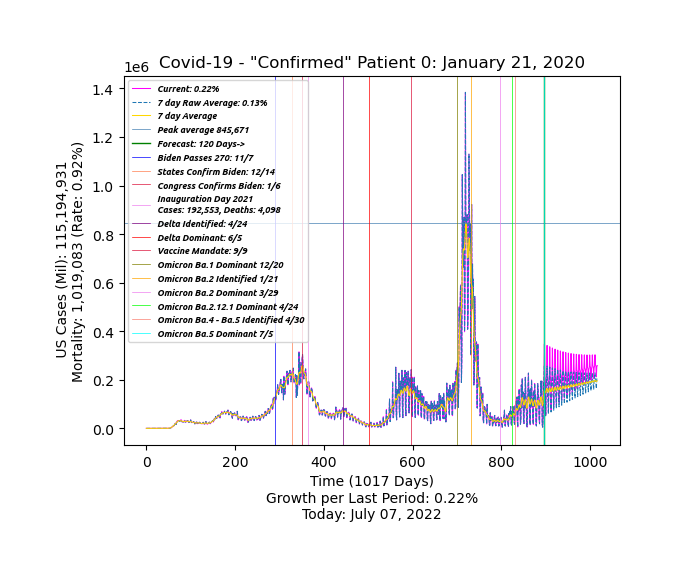 Covid-19 - "Confirmed" Patient 0: January 21, 2020
1e6
1.4
1.2
1.0
0.8
0.6
0.4
0.2
0.0
US Cases (Mil): 115,194,931
Mortality: 1,019,083 (Rate: 0.92%)
Current: 0.22%
7 day Raw Average: 0.13%
7 day Average
Peak average 845,671
Forecast: 120 Days->
Biden Passes 270: 11/7
States Confirm Biden: 12/14
Congress Confirms Biden: 1/6
Inauguration Day 2021
Cases: 192,553, Deaths: 4,098
Delta Identified: 4/24
Delta Dominant: 6/5
Vaccine Mandate: 9/9
Omicron Ba.1 Dominant 12/20
Omicron Ba.2 Identified 1/21
Omicron Ba.2 Dominant 3/29
Omicron Ba.2.12.1 Dominant 4/24
Omicron Ba.4 - Ba.5 Identified 4/30
Omicron Ba.5 Dominant 7/5
0 200 400 600 800 1000
Time (1017 Days)
Growth per Last Period: 0.22%
Today: July 07, 2022